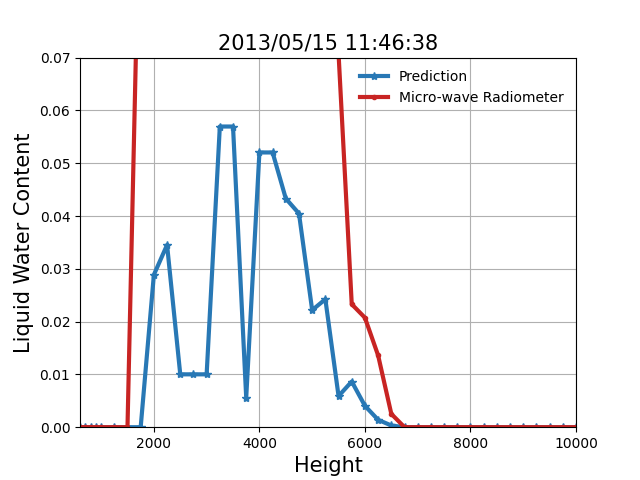 2013/05/15 11:46:38
0.07
0.06
0.05
0.04
0.03
0.02
0.01
0.00
Liquid Water Content
Prediction
Micro-wave Radiometer
2000 4000 6000 8000 10000
Height